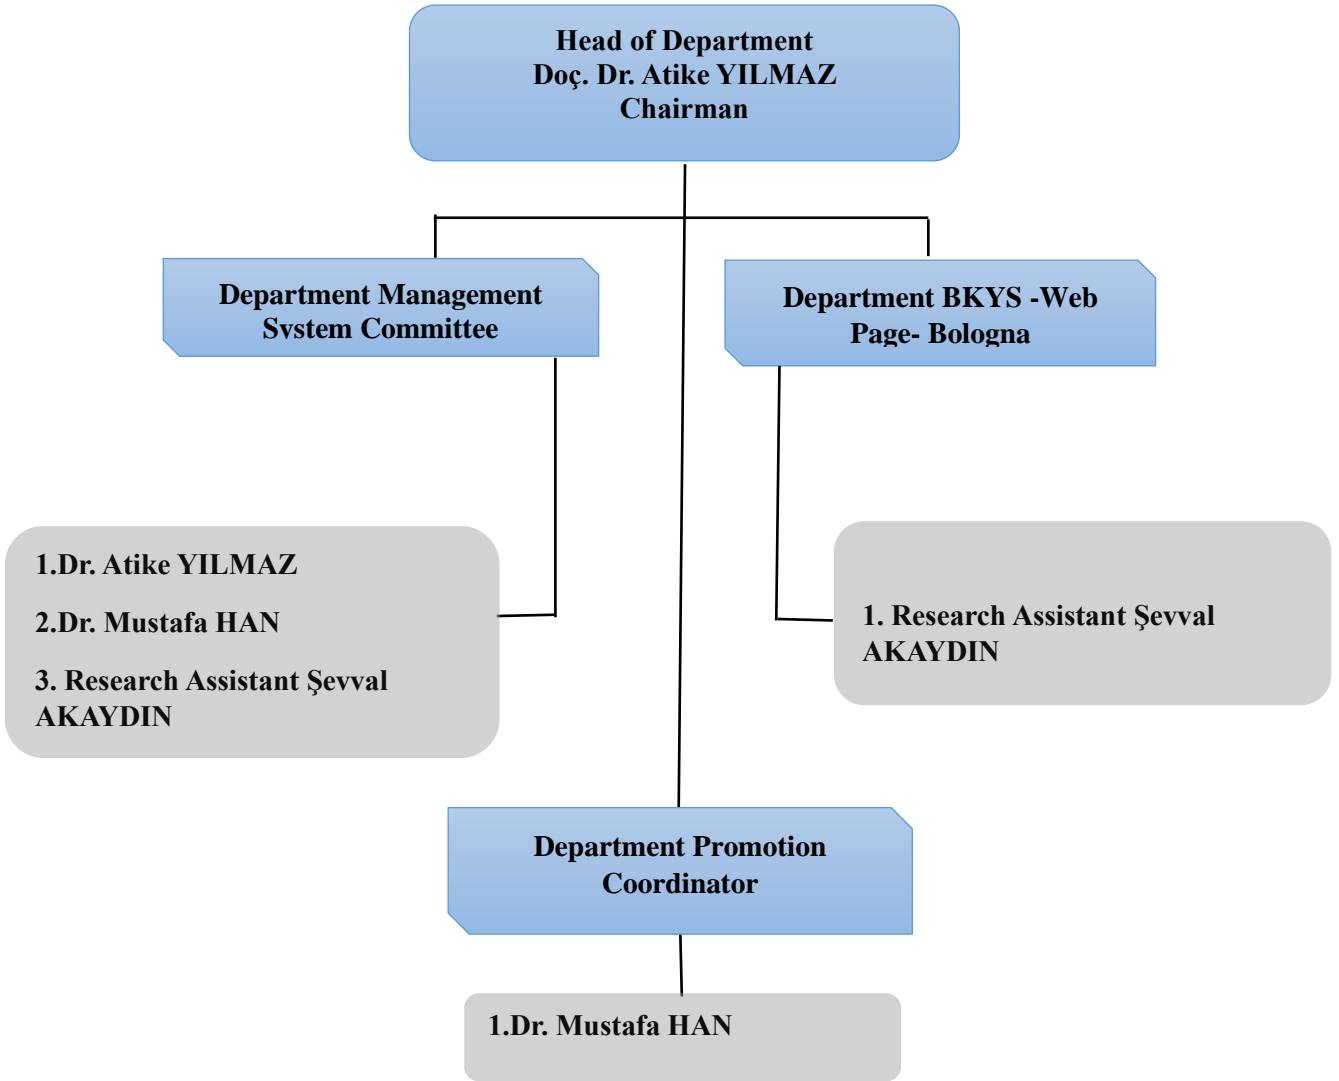 Head of Department
Doç. Dr. Atike YILMAZ
Chairman
Department Management
System Committee
Department BKYS -Web
Page- Bologna
1.Dr. Atike YILMAZ
2.Dr. Mustafa HAN
3. Research Assistant Şevval
AKAYDIN
1. Research Assistant Şevval
AKAYDIN
Department Promotion
Coordinator
1.Dr. Mustafa HAN